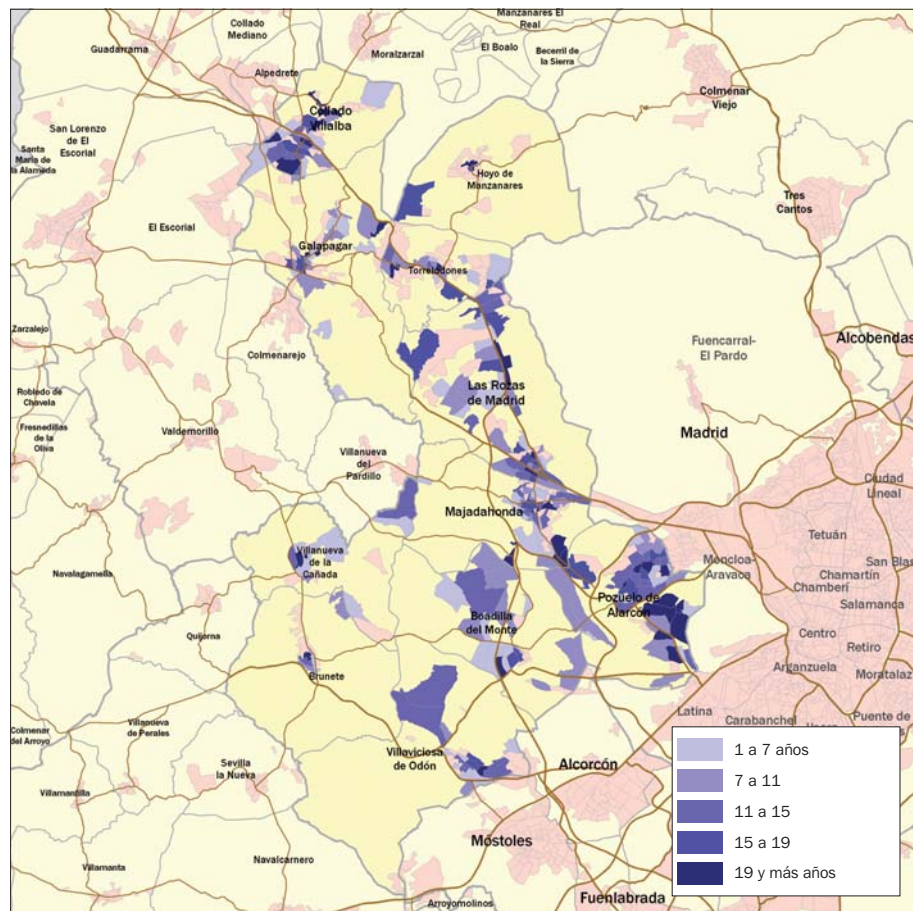 Manzanares El
Real
Collado
Mediano
Guadarrama
Moralzarzal
El Boalo
Becerril de
la Sierra
Alpedrete
Colmenar
Viejo
Collado
Villalba
San Lorenzo
de El
Escorial
Santa
María de
la Alameda
Hoyo de
Manzanares
Tres
Cantos
El Escorial
Galapagar
Torrelodones
Zarzalejo
Colmenarejo
Fuencarral-
El Pardo
Alcobendas
Las Rozas
de Madrid
Robledo de
Chavela
Fresnedillas
de la
Oliva
Valdemorillo
Madrid
Villanueva
del
Pardillo
Ciudad
Lineal
Majadahonda
Tetuán
Villanueva
de la
Cañada
Moncloa-
Aravaca
San Blas
Navalagamella
Chamartín
Chamberí
Pozuelo de
Alarcón
Salamanca
Boadilla
del Monte
Quijorna
Centro
Retiro
Arganzuela
Moratalaz
Brunete
Latina
Carabanchel
Puente de
Colmenar
del Arroyo
Villanueva
de Perales
Villaviciosa
de Odón
Sevilla
la Nueva
Alcorcón
Villamantilla
Móstoles
Navalcarnero
Villamanta
Arroyomolinos
Fuenlabrada
1 a 7 años
7 a 11
11 a 15
15 a 19
19 y más años